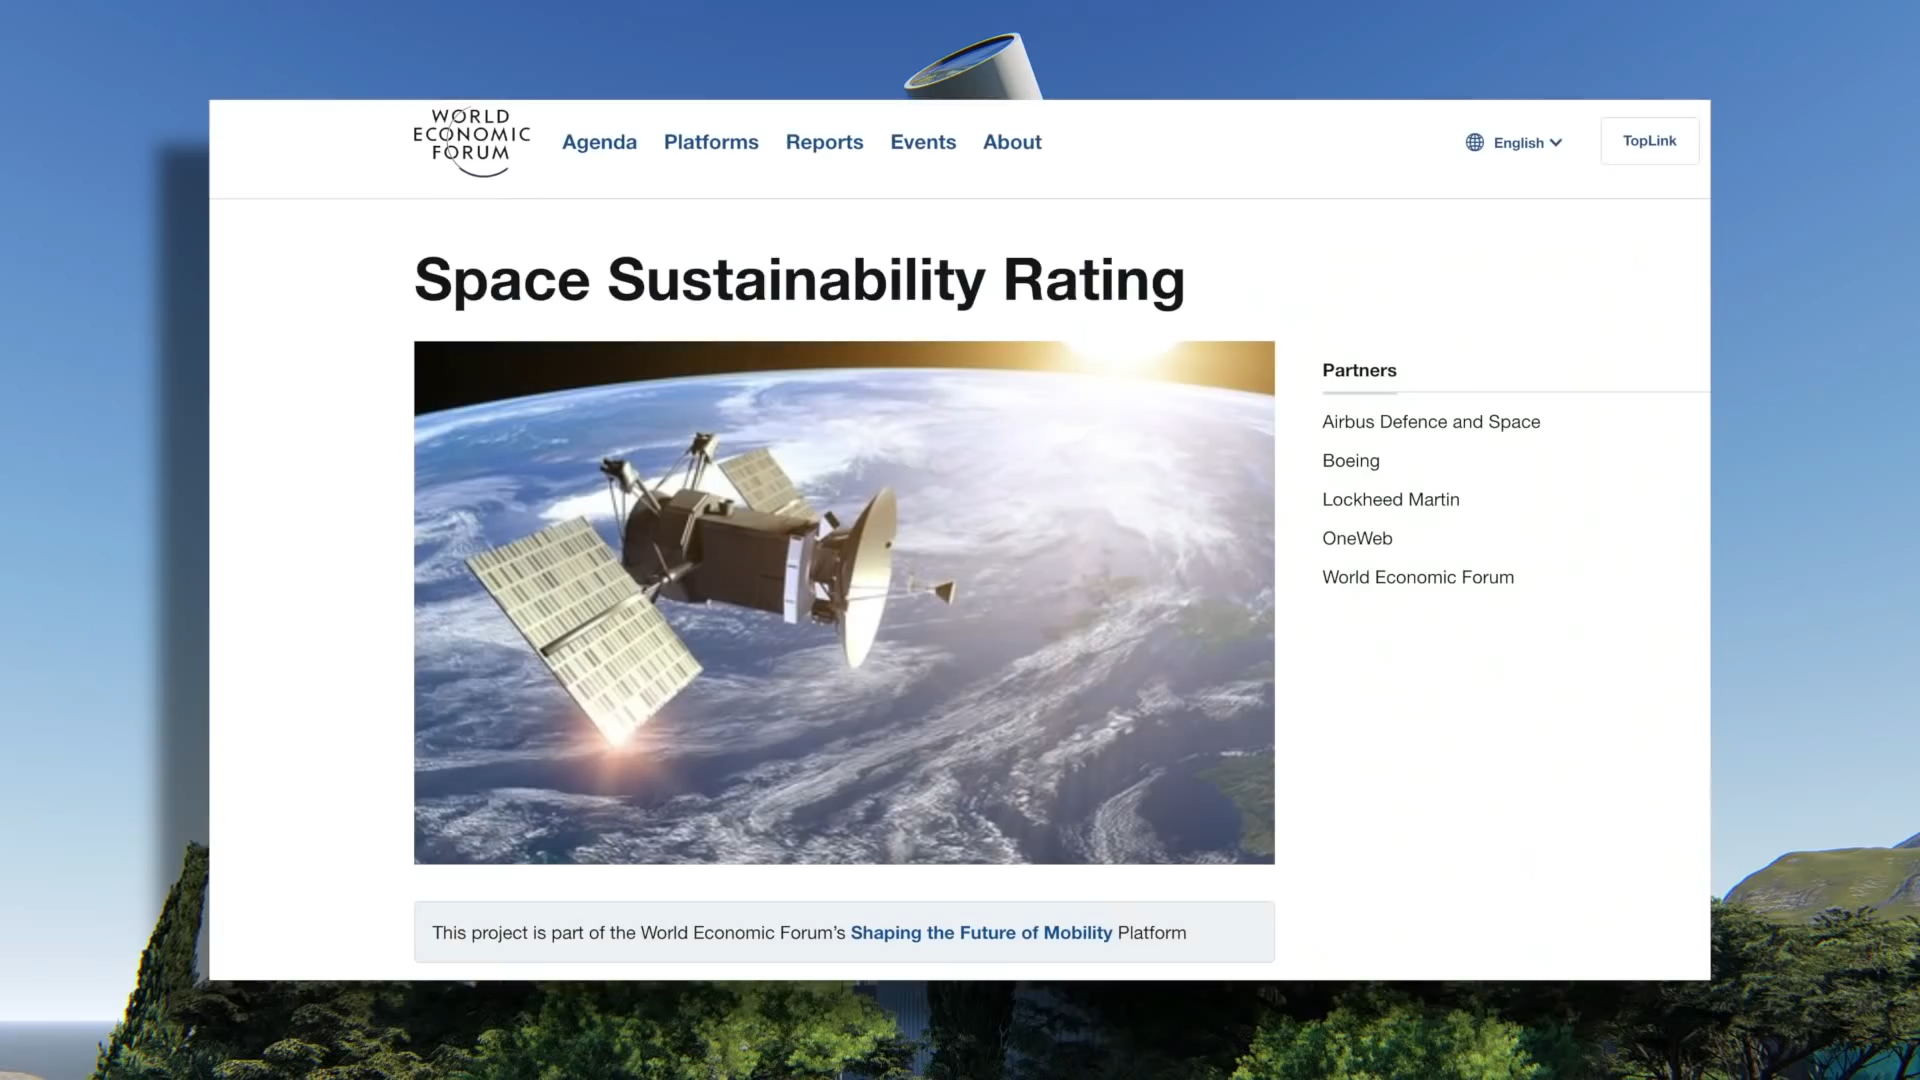 WORLD
ECONOMIC
FORUM
Agenda Platforms Reports Events About
English
TopLink
Space Sustainability Rating
Partners
Airbus Defence and Space
Boeing
Lockheed Martin
OneWeb
World Economic Forum
This project is part of the World Economic Forum’s Shaping the Future of Mobility Platform